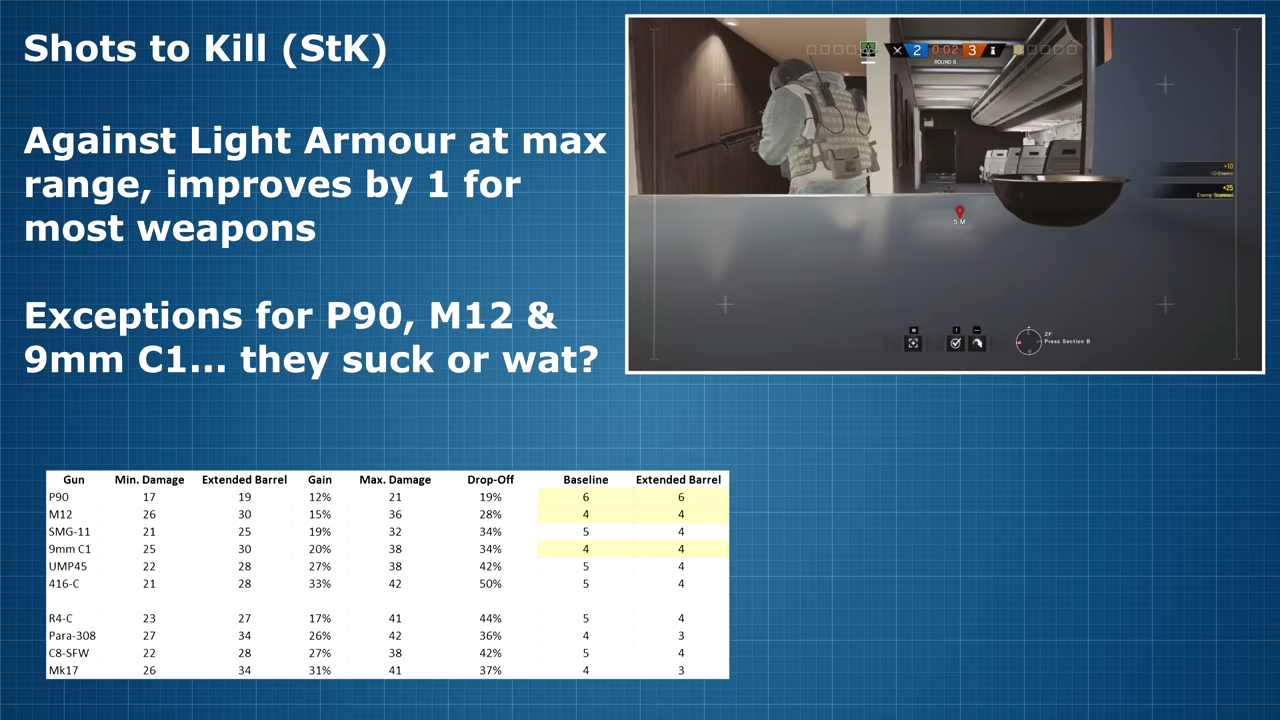 Shots to Kill (StK)
Against Light Armour at max
range, improves by 1 for
most weapons
Exceptions for P90, M12 &
9mm C1... they suck or wat?
2 0:02 3
ROUND 6
+10
+25
Enemy Scanned
5 M
2F
Press Section B
Gun Min. Damage Extended Barrel Gain Max. Damage Drop-Off Baseline Extended Barrel
P90 17 19 12% 21 19% 6 6
M12 26 30 15% 36 28% 4 4
SMG-11 21 25 19% 32 34% 5 4
9mm C1 25 30 20% 38 34% 4 4
UMP45 22 28 27% 38 42% 5 4
416-C 21 28 33% 42 50% 5 4
R4-C 23 27 17% 41 44% 5 4
Para-308 27 34 26% 42 36% 4 3
C8-SFW 22 28 27% 38 42% 5 4
Mk17 26 34 31% 41 37% 4 3